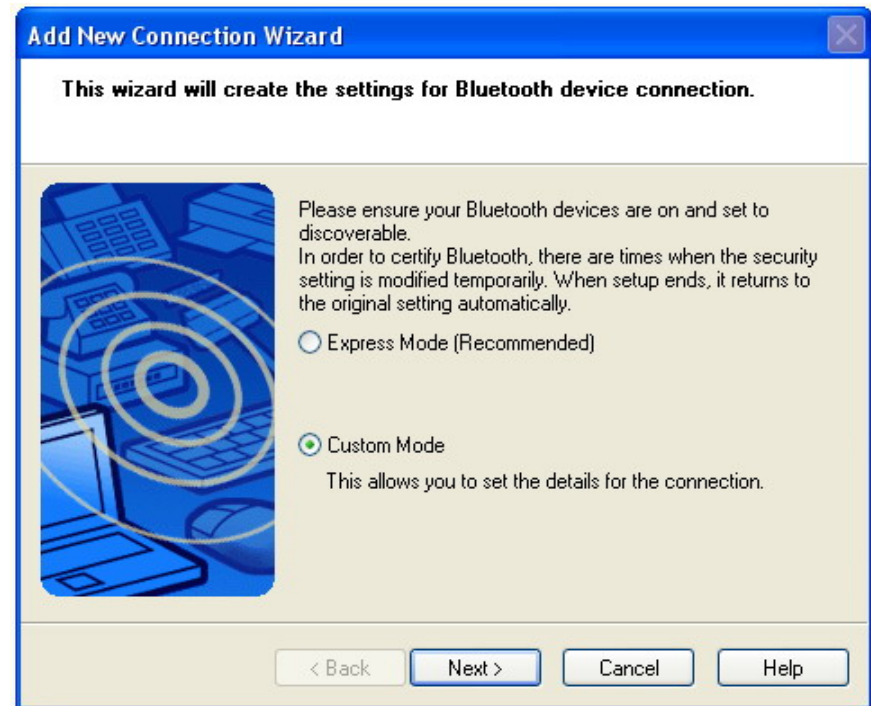 Add New Connection Wizard
This wizard will create the settings for Bluetooth device connection.
Please ensure your Bluetooth devices are on and set to
discoverable.
In order to certify Bluetooth, there are times when the security
setting is modified temporarily. When setup ends, it returns to
the original setting automatically.
Express Mode (Recommended)
Custom Mode
This allows you to set the details for the connection.
< Back Next > Cancel Help